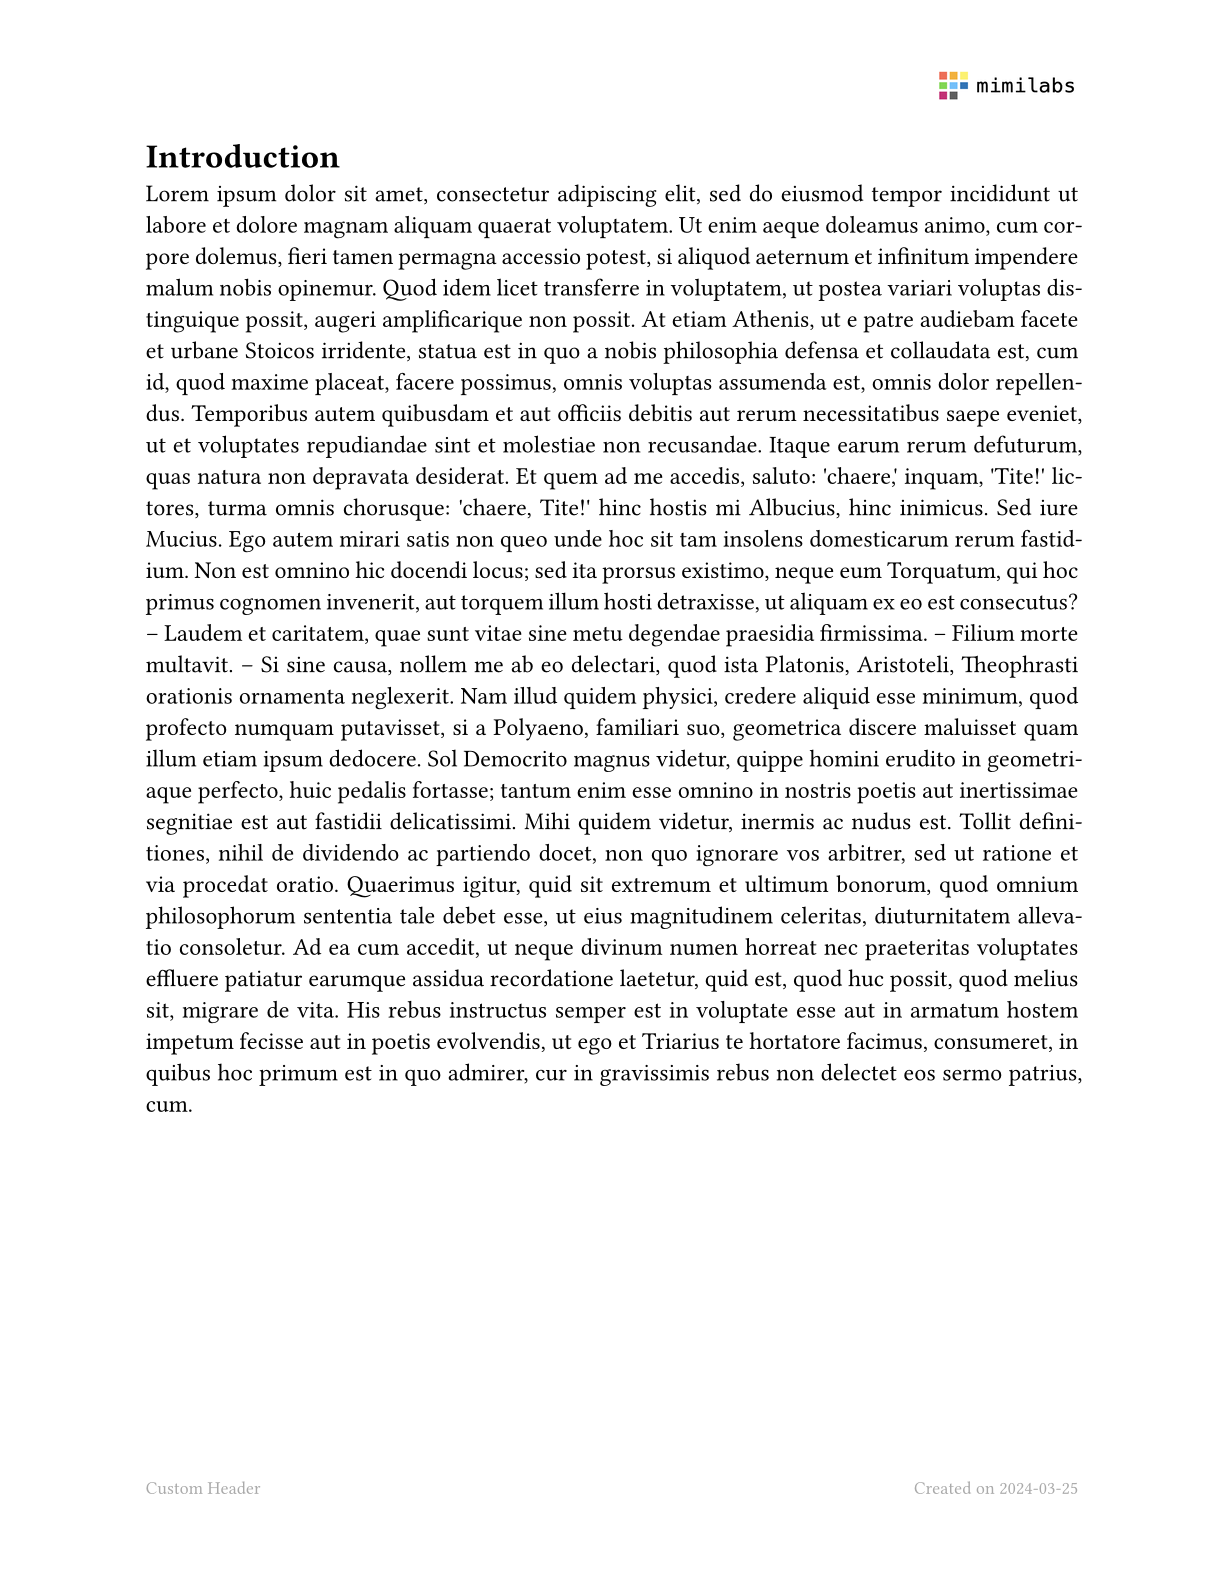 mimilabs
Introduction
Lorem ipsum dolor sit amet, consectetur adipiscing elit, sed do eiusmod tempor incididunt ut
labore et dolore magnam aliquam quaerat voluptatem. Ut enim aeque doleamus animo, cum cor-
pore dolemus, fieri tamen permagna accessio potest, si aliquod aeternum et infinitum impendere
malum nobis opinemur. Quod idem licet transferre in voluptatem, ut postea variari voluptas dis-
tinguique possit, augeri amplificarique non possit. At etiam Athenis, ut e patre audiebam facete
et urbane Stoicos irridente, statua est in quo a nobis philosophia defensa et collaudata est, cum
id, quod maxime placeat, facere possimus, omnis voluptas assumenda est, omnis dolor repellen-
dus. Temporibus autem quibusdam et aut officiis debitis aut rerum necessitatibus saepe eveniet,
ut et voluptates repudiandae sint et molestiae non recusandae. Itaque earum rerum defuturum,
quas natura non depravata desiderat. Et quem ad me accedis, saluto: 'chaere,' inquam, 'Tite!' lic-
tores, turma omnis chorusque: 'chaere, Tite!' hinc hostis mi Albucius, hinc inimicus. Sed iure
Mucius. Ego autem mirari satis non queo unde hoc sit tam insolens domesticarum rerum fastid-
ium. Non est omnino hic docendi locus; sed ita prorsus existimo, neque eum Torquatum, qui hoc
primus cognomen invenerit, aut torquem illum hosti detraxisse, ut aliquam ex eo est consecutus?
– Laudem et caritatem, quae sunt vitae sine metu degendae praesidia firmissima. – Filium morte
multavit. – Si sine causa, nollem me ab eo delectari, quod ista Platonis, Aristoteli, Theophrasti
orationis ornamenta neglexerit. Nam illud quidem physici, credere aliquid esse minimum, quod
profecto numquam putavisset, si a Polyaeno, familiari suo, geometrica discere maluisset quam
illum etiam ipsum dedocere. Sol Democrito magnus videtur, quippe homini erudito in geometri-
aque perfecto, huic pedalis fortasse; tantum enim esse omnino in nostris poetis aut inertissimae
segnitiae est aut fastidii delicatissimi. Mihi quidem videtur, inermis ac nudus est. Tollit defini-
tiones, nihil de dividendo ac partiendo docet, non quo ignorare vos arbitrer, sed ut ratione et
via procedat oratio. Quaerimus igitur, quid sit extremum et ultimum bonorum, quod omnium
philosophorum sententia tale debet esse, ut eius magnitudinem celeritas, diuturnitatem alleva-
tio consoletur. Ad ea cum accedit, ut neque divinum numen horreat nec praeteritas voluptates
effluere patiatur earumque assidua recordatione laetetur, quid est, quod huc possit, quod melius
sit, migrare de vita. His rebus instructus semper est in voluptate esse aut in armatum hostem
impetum fecisse aut in poetis evolvendis, ut ego et Triarius te hortatore facimus, consumeret, in
quibus hoc primum est in quo admirer, cur in gravissimis rebus non delectet eos sermo patrius,
cum.
Custom Header
Created on 2024-03-25